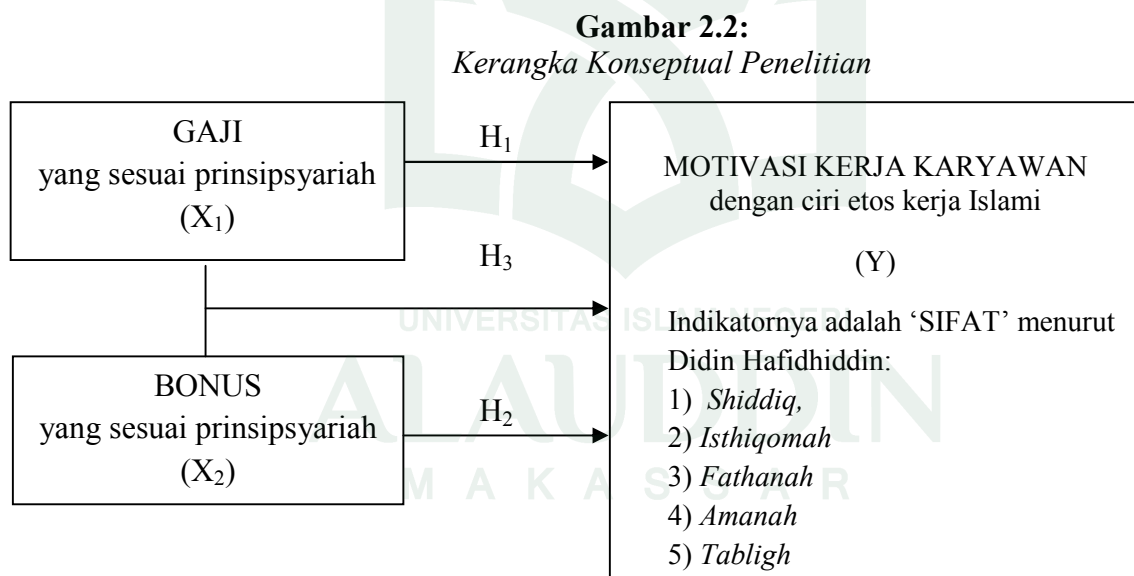 Gambar 2.2:
Kerangka Konseptual Penelitian
GAJI
yang sesuai prinsipsyariah
(X₁)
H₁
H₃
BONUS
yang sesuai prinsipsyariah
(X₂)
H₂
MOTIVASI KERJA KARYAWAN
dengan ciri etos kerja Islami
(Y)
Indikatornya adalah ‘SIFAT’ menurut
Didin Hafidhiddin:
1) Shiddiq,
2) Isthiqomah
3) Fathanah
4) Amanah
5) Tabligh
UNIVERSITAS ISLAM NEGERI
ALAUDDIN
MAKASSAR